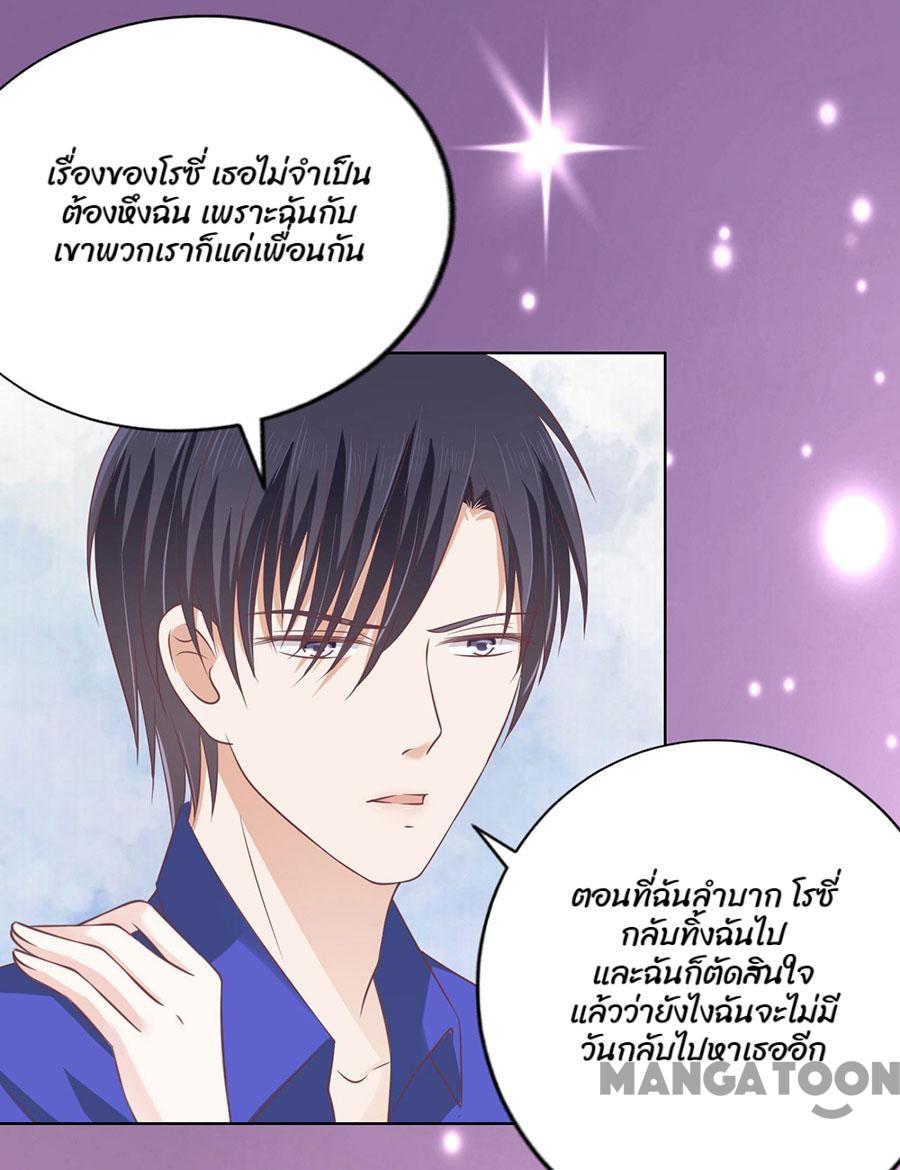 เรื่องของโรซี่ เธอไม่จำเป็น
ต้องหึงฉัน เพราะฉันกับ
เขาพวกเราก็แค่เพื่อนกัน
ตอนที่ฉันลำบาก โรซี่
กลับทิ้งฉันไป
และฉันก็ตัดสินใจ
แล้วว่ายังไงฉันจะไม่มี
วันกลับไปหาเธออีก
MANGATOON